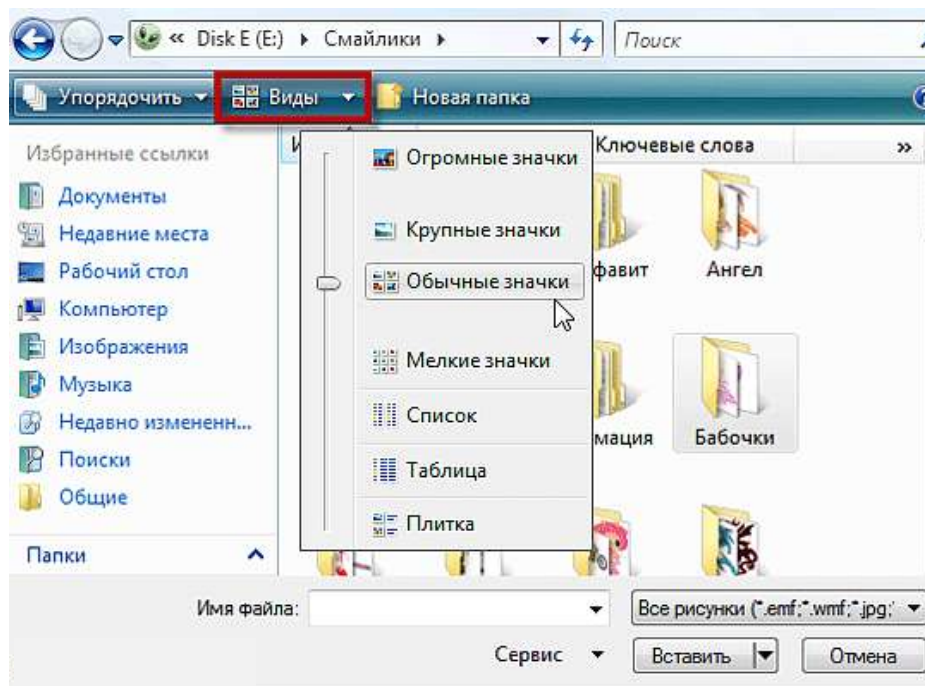 « Disk E (E:) ▸ Смайлики ▸ Поиск
Упорядочить Виды Новая папка
Избранные ссылки
Документы
Недавние места
Рабочий стол
Компьютер
Изображения
Музыка
Недавно измененн...
Поиски
Общие
Папки
Огромные значки
Крупные значки
Обычные значки
Мелкие значки
Список
Таблица
Плитка
Ключевые слова »
фавит Ангел
мация Бабочки
Имя файла: Все рисунки (*.emf;*.wmf;*.jpg;
Сервис Вставить Отмена